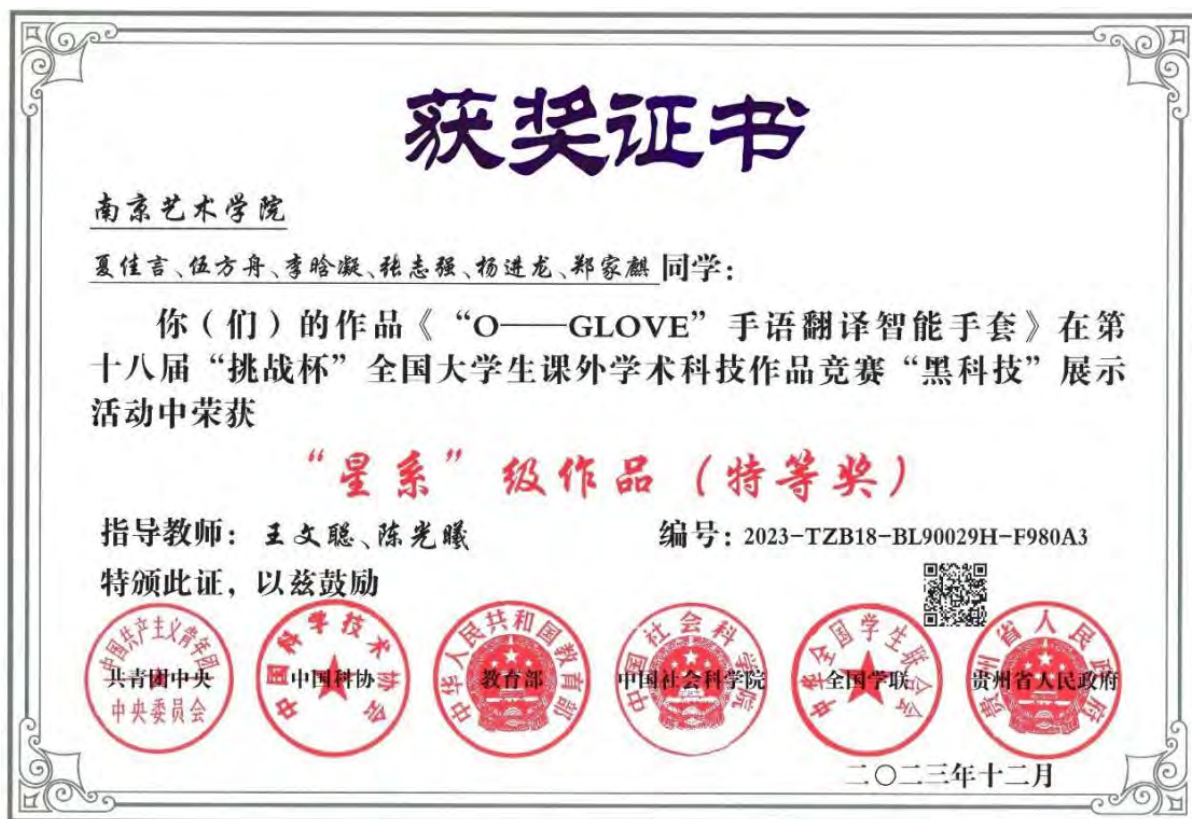 获奖证书
南京艺术学院
夏佳言、伍方舟、李晗凝、张志强、杨进龙、郑家麒 同学：
你（们）的作品《“O——GLOVE”手语翻译智能手套》在第
十八届“挑战杯”全国大学生课外学术科技作品竞赛“黑科技”展示
活动中荣获
“星系”级作品（特等奖）
指导教师：王文聪、陈光曦
编号：2023-TZB18-BL90029H-F980A3
特颁此证，以兹鼓励
中国共产主义青年团
共青团中央
中央委员会
中国科学技术协会
中国科协
中华人民共和国教育部
教育部
中国社会科学院
中国社会科学院
中华全国学生联合会
全国学联
贵州省人民政府
贵州省人民政府
二〇二三年十二月